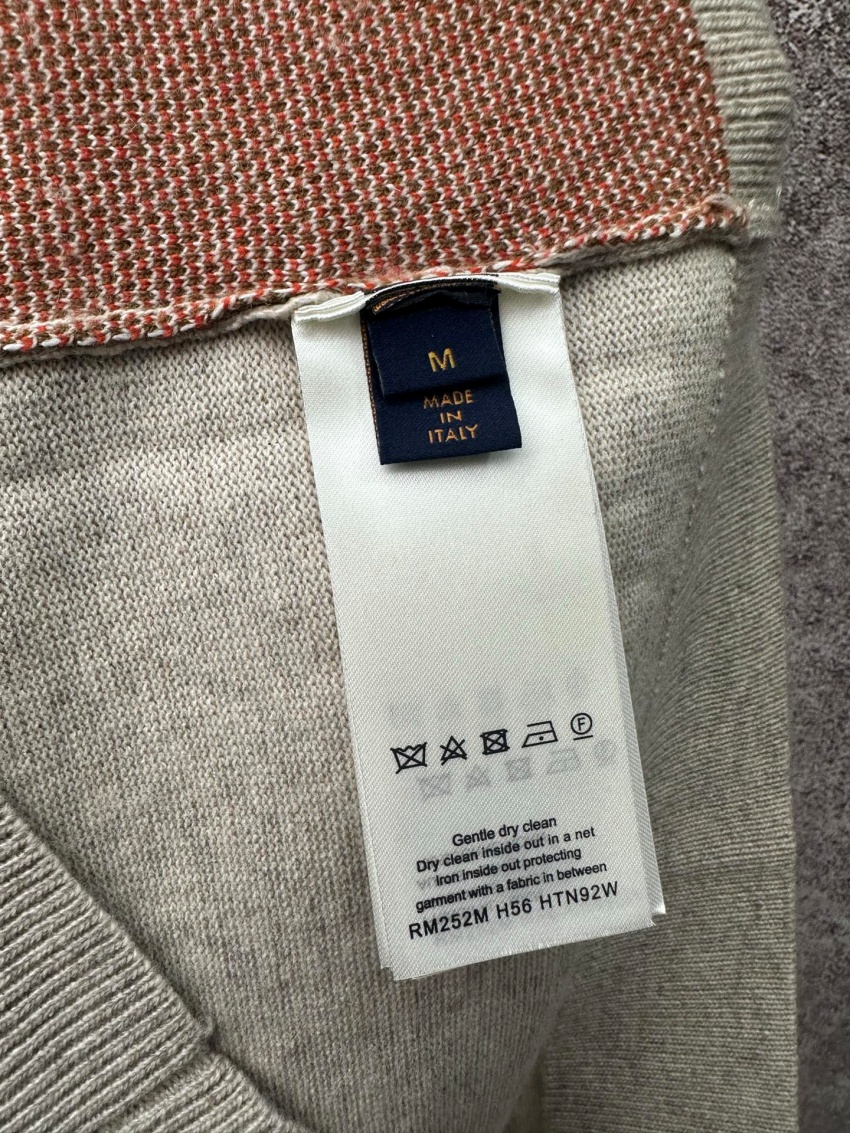 M
MADE
IN
ITALY
F
Gentle dry clean
Dry clean inside out in a net
Iron inside out protecting
garment with a fabric in between
RM252M H56 HTN92W